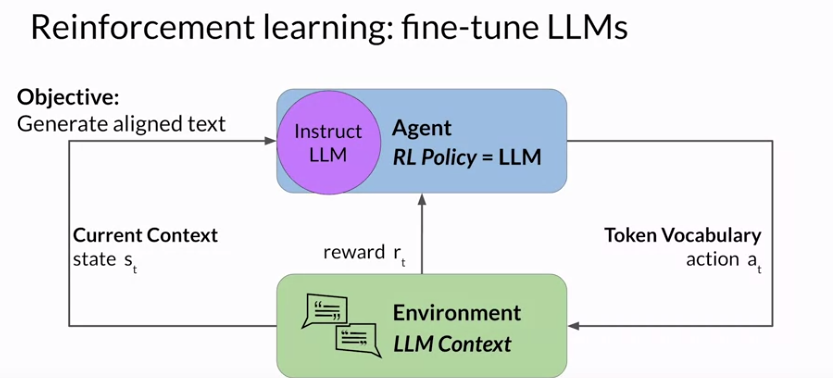 Reinforcement learning: fine-tune LLMs
Objective:
Generate aligned text
Instruct
LLM
Agent
RL Policy = LLM
Current Context
state s_t
reward r_t
Token Vocabulary
action a_t
Environment
LLM Context